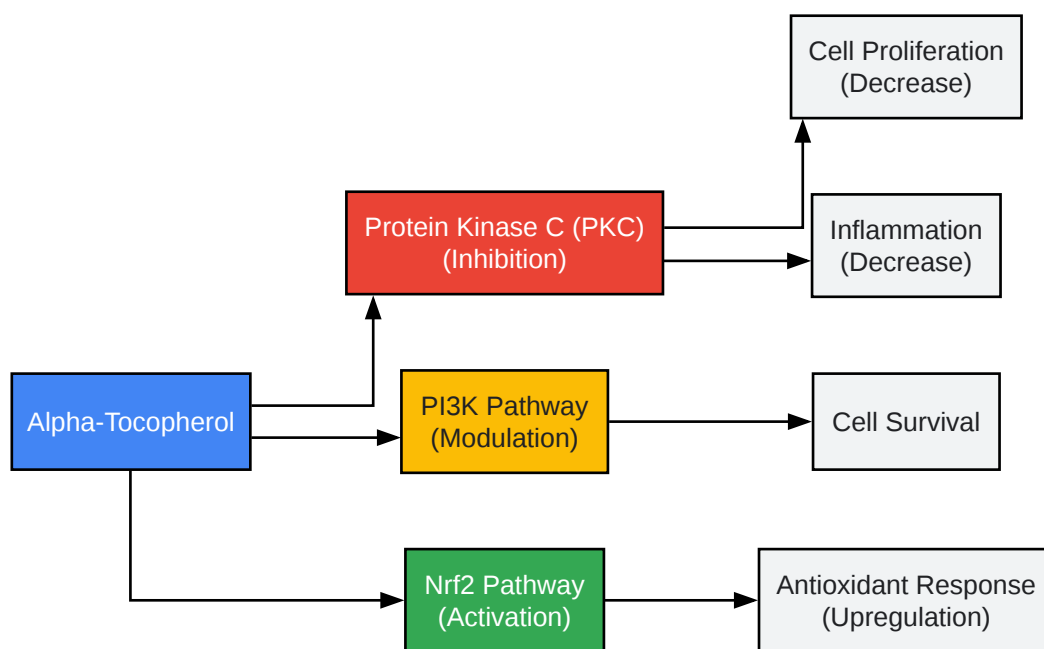 Cell Proliferation
(Decrease)
Protein Kinase C (PKC)
(Inhibition)
Inflammation
(Decrease)
Alpha-Tocopherol
PI3K Pathway
(Modulation)
Cell Survival
Nrf2 Pathway
(Activation)
Antioxidant Response
(Upregulation)